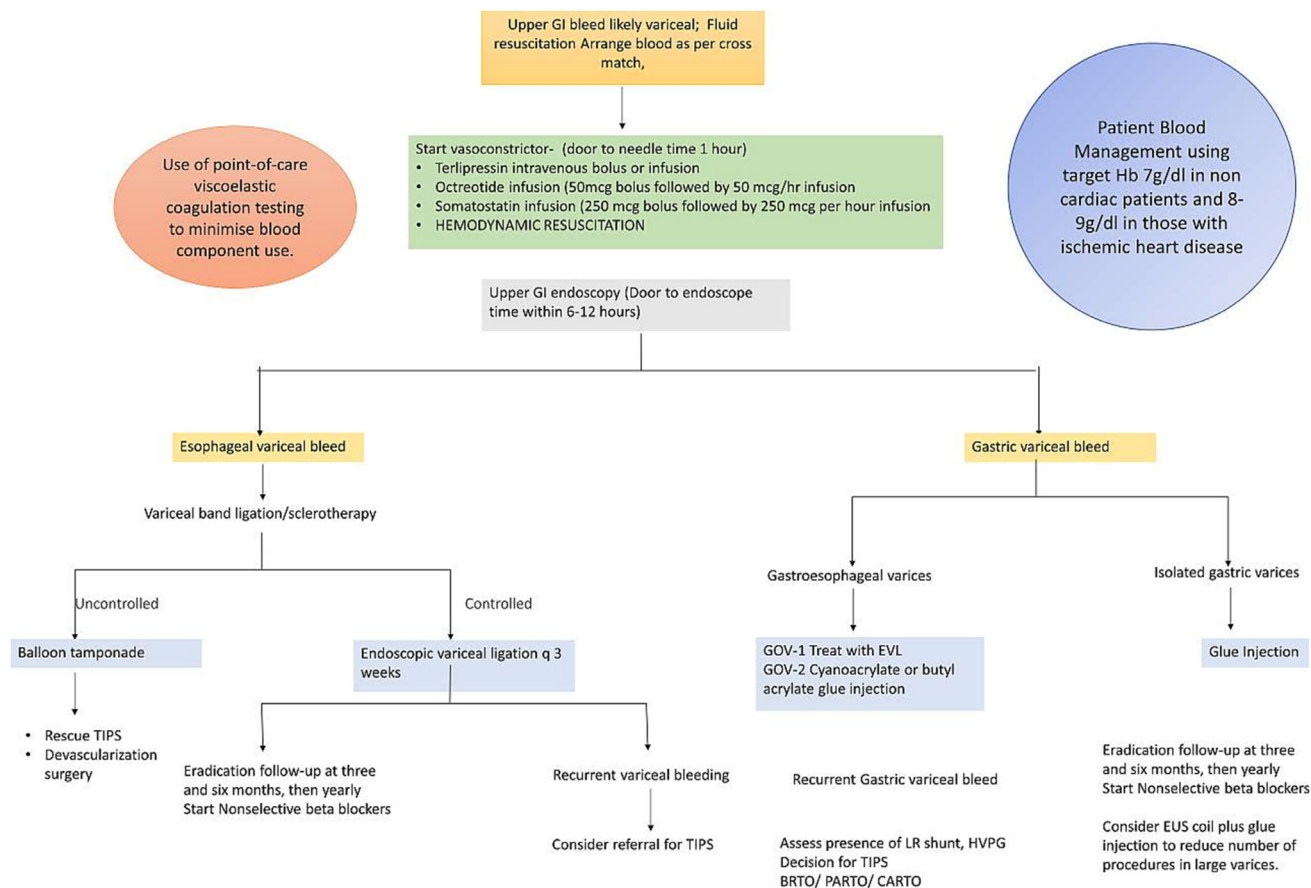 Upper GI bleed likely variceal; Fluid
resuscitation Arrange blood as per cross
match,
Use of point-of-care
viscoelastic
coagulation testing
to minimise blood
component use.
Start vasoconstrictor- (door to needle time 1 hour)
• Terlipressin intravenous bolus or infusion
• Octreotide infusion (50mcg bolus followed by 50 mcg/hr infusion
• Somatostatin infusion (250 mcg bolus followed by 250 mcg per hour infusion
• HEMODYNAMIC RESUSCITATION
Patient Blood
Management using
target Hb 7g/dl in non
cardiac patients and 8-
9g/dl in those with
ischemic heart disease
Upper GI endoscopy (Door to endoscope
time within 6-12 hours)
Esophageal variceal bleed
Gastric variceal bleed
Variceal band ligation/sclerotherapy
Uncontrolled
Controlled
Gastroesophageal varices
Isolated gastric varices
Balloon tamponade
Endoscopic variceal ligation q 3
weeks
GOV-1 Treat with EVL
GOV-2 Cyanoacrylate or butyl
acrylate glue injection
Glue Injection
• Rescue TIPS
• Devascularization
surgery
Eradication follow-up at three
and six months, then yearly
Start Nonselective beta blockers
Recurrent variceal bleeding
Consider referral for TIPS
Recurrent Gastric variceal bleed
Assess presence of LR shunt, HVPG
Decision for TIPS
BRTO/ PARTO/ CARTO
Eradication follow-up at three
and six months, then yearly
Start Nonselective beta blockers
Consider EUS coil plus glue
injection to reduce number of
procedures in large varices.